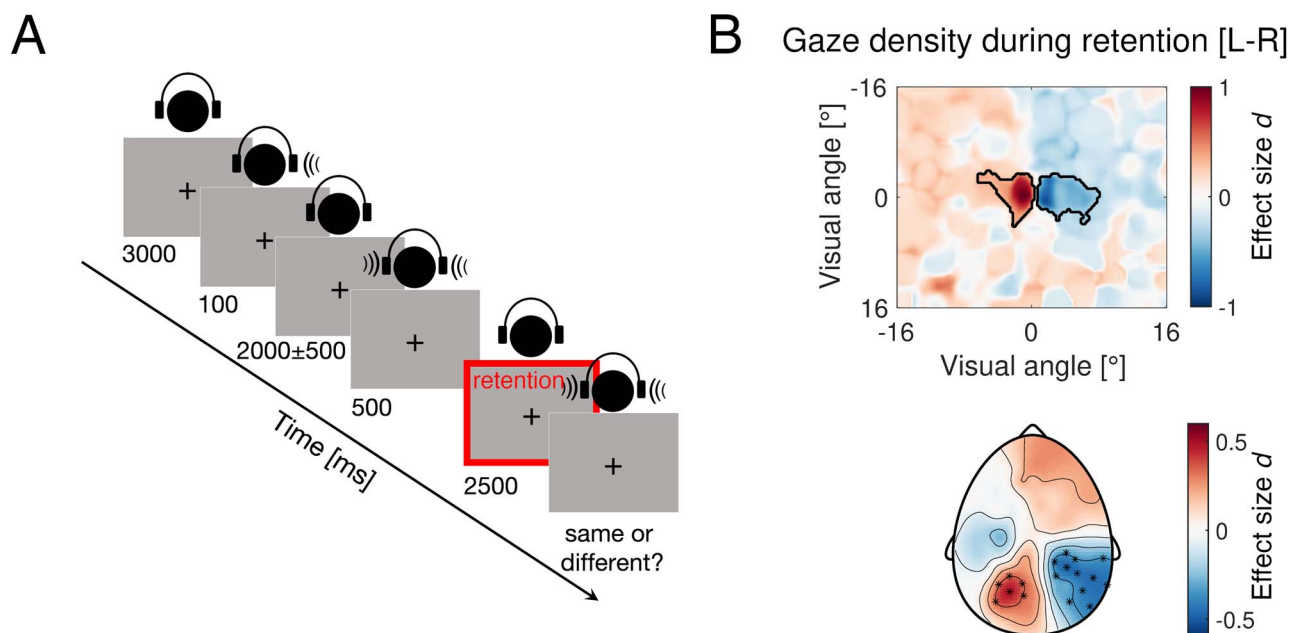 A
3000
100
2000±500
500
retention
2500
same or
different?
Time [ms]
B
Gaze density during retention [L-R]
-16
0
16
Visual angle [°]
-16
0
16
Visual angle [°]
1
0
-1
Effect size d
0.5
0
-0.5
Effect size d